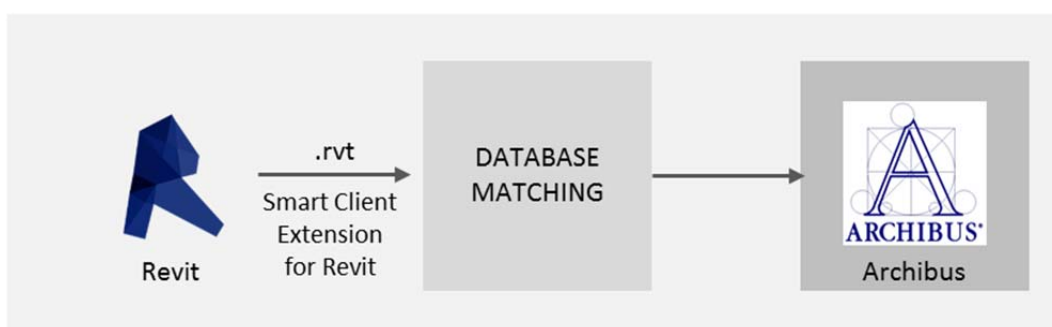 Revit
.rvt
Smart Client
Extension
for Revit
DATABASE
MATCHING
A
ARCHIBUS®
Archibus